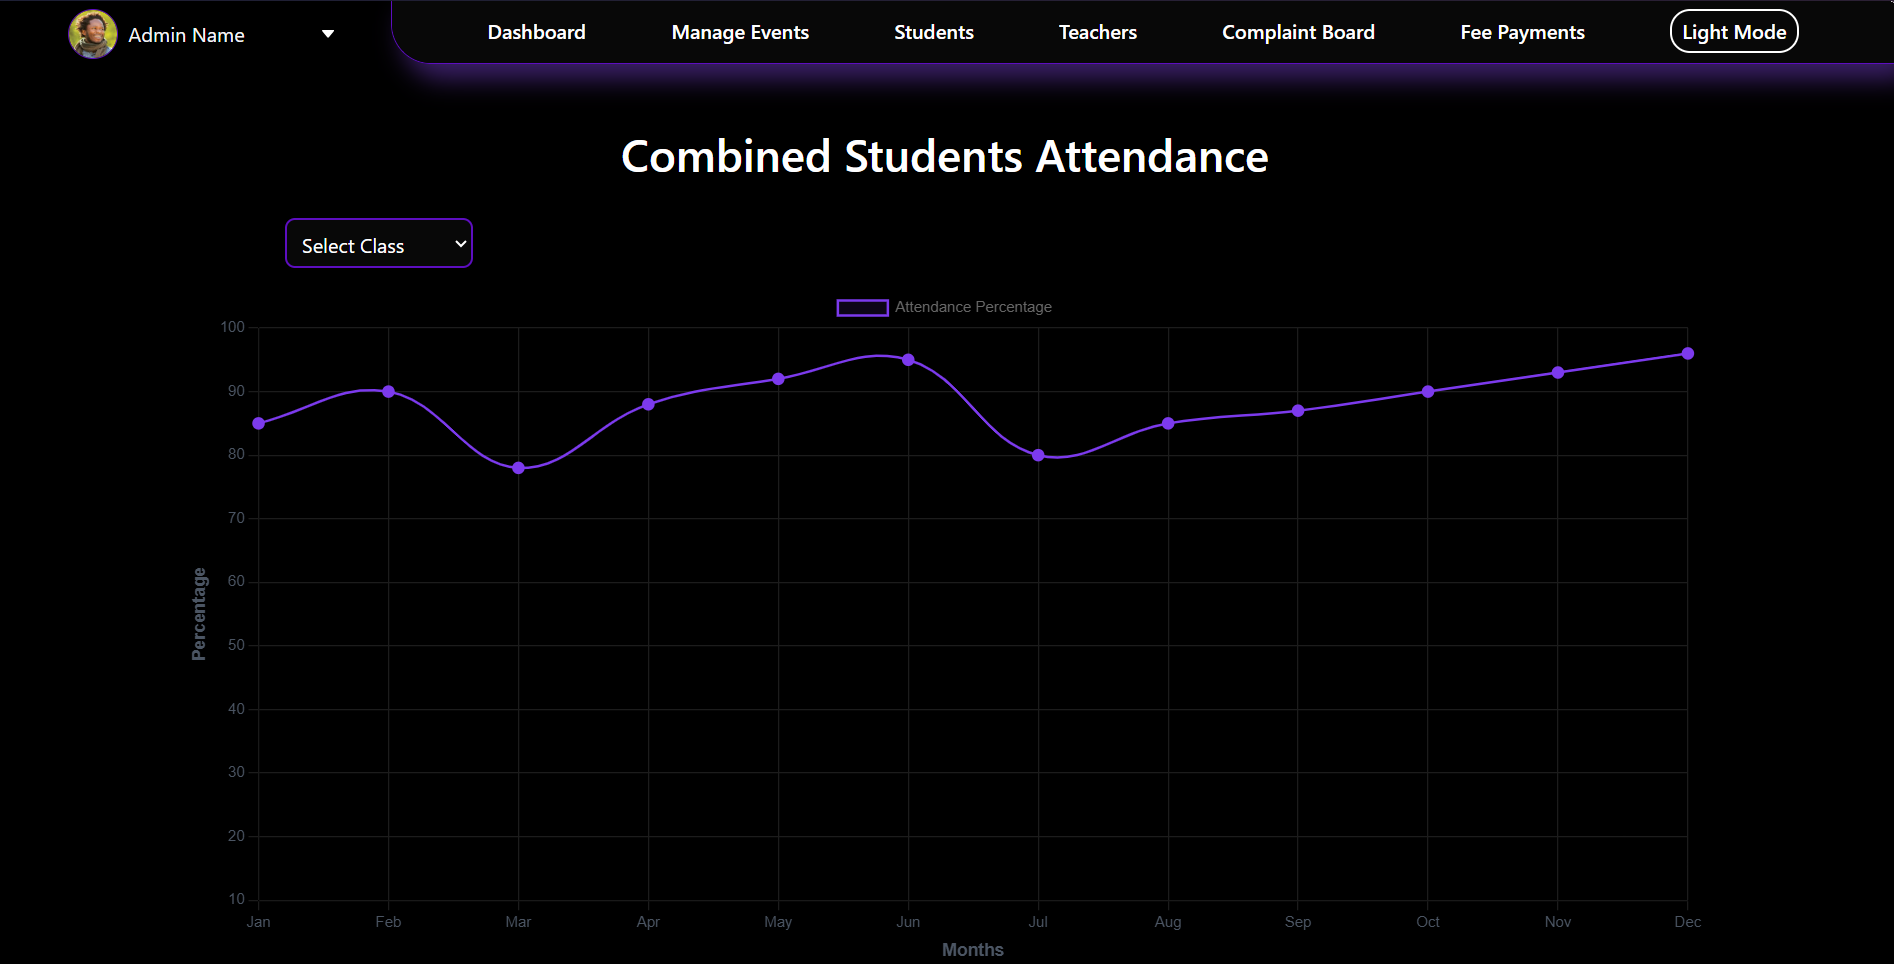 Admin Name
Dashboard Manage Events Students Teachers Complaint Board Fee Payments Light Mode
Combined Students Attendance
Select Class
Attendance Percentage
100
90
80
70
60
50
40
30
20
10
Percentage
Jan Feb Mar Apr May Jun Jul Aug Sep Oct Nov Dec
Months